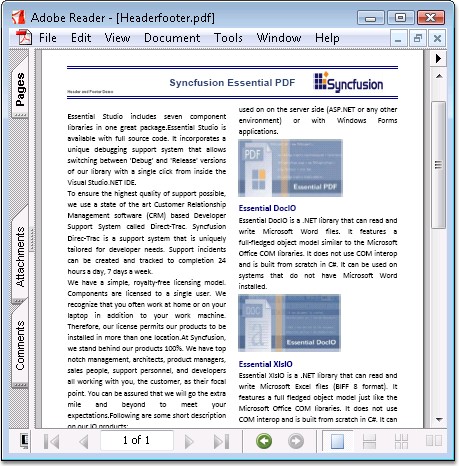 Adobe Reader - [Headerfooter.pdf]
File Edit View Document Tools Window Help
Pages
Attachments
Comments
Syncfusion Essential PDF
Syncfusion
Header and Footer Demo
Essential Studio includes seven component
libraries in one great package.Essential Studio is
available with full source code. It incorporates a
unique debugging support system that allows
switching between 'Debug' and 'Release' versions
of our library with a single click from inside the
Visual Studio.NET IDE.
To ensure the highest quality of support possible,
we use a state of the art Customer Relationship
Management software (CRM) based Developer
Support System called Direct-Trac. Syncfusion
Direc-Trac is a support system that is uniquely
tailored for developer needs. Support incidents
can be created and tracked to completion 24
hours a day, 7 days a week.
We have a simple, royalty-free licensing model.
Components are licensed to a single user. We
recognize that you often work at home or on your
laptop in addition to your work machine.
Therefore, our license permits our products to be
installed in more than one location.At Syncfusion,
we stand behind our products 100%. We have top
notch management, architects, product managers,
sales people, support personnel, and developers
all working with you, the customer, as their focal
point. You can be assured that we will go the extra
mile and beyond to meet your
expectations.Following are some short description
on our IO products:
used on on the server side (ASP.NET or any other
environment) or with Windows Forms
applications.
PDF
Essential PDF
Essential DocIO
Essential DocIO is a .NET library that can read and
write Microsoft Word files. It features a
full-fledged object model similar to the Microsoft
Office COM libraries. It does not use COM interop
and is built from scratch in C#. It can be used on
systems that do not have Microsoft Word
installed.
DOC
a
Essential DocIO
Essential XlsIO
Essential XlsIO is a .NET library that can read and
write Microsoft Excel files (BIFF 8 format). It
features a full fledged object model just like the
Microsoft Office COM libraries. It does not use
COM interop and is built from scratch in C#. It can
1 of 1